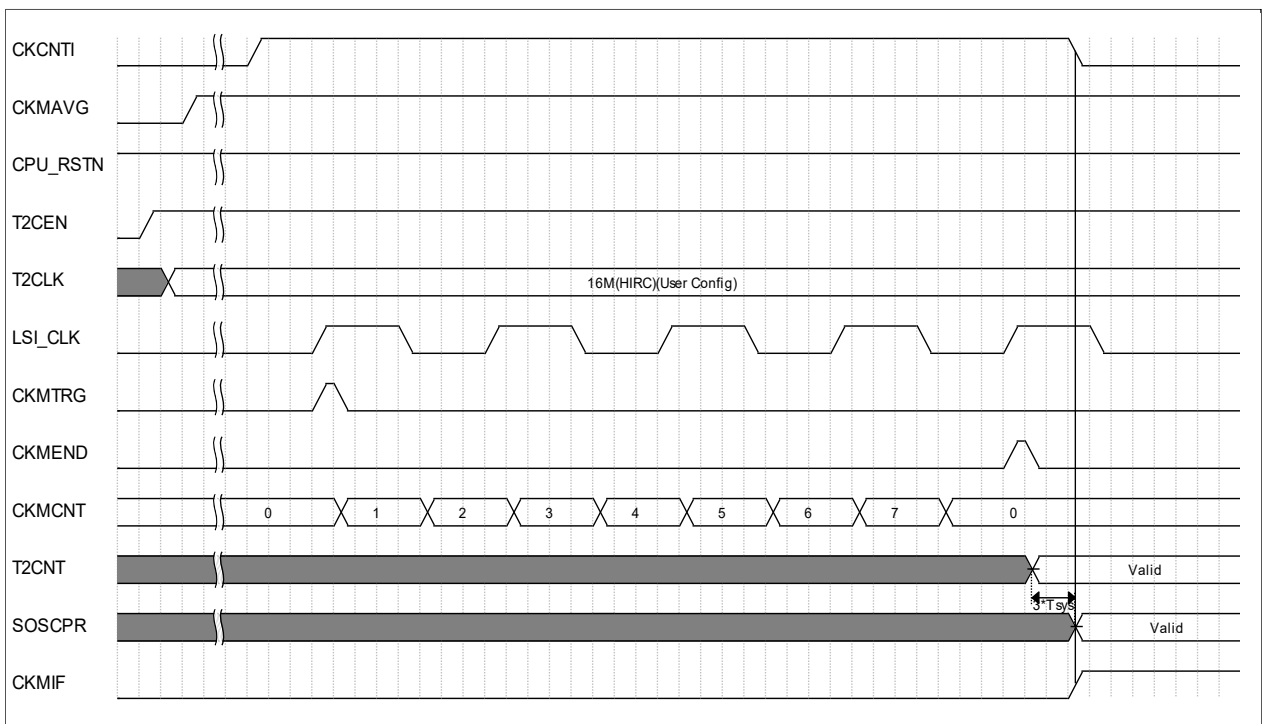 CKCNTI
CKMAVG
CPU_RSTN
T2CEN
T2CLK
16M(HIRC)(User Config)
LSI_CLK
CKMTRG
CKMEND
CKMCNT
0 1 2 3 4 5 6 7 0
T2CNT
Valid
3*Tsys
SOSCPR
Valid
CKMIF